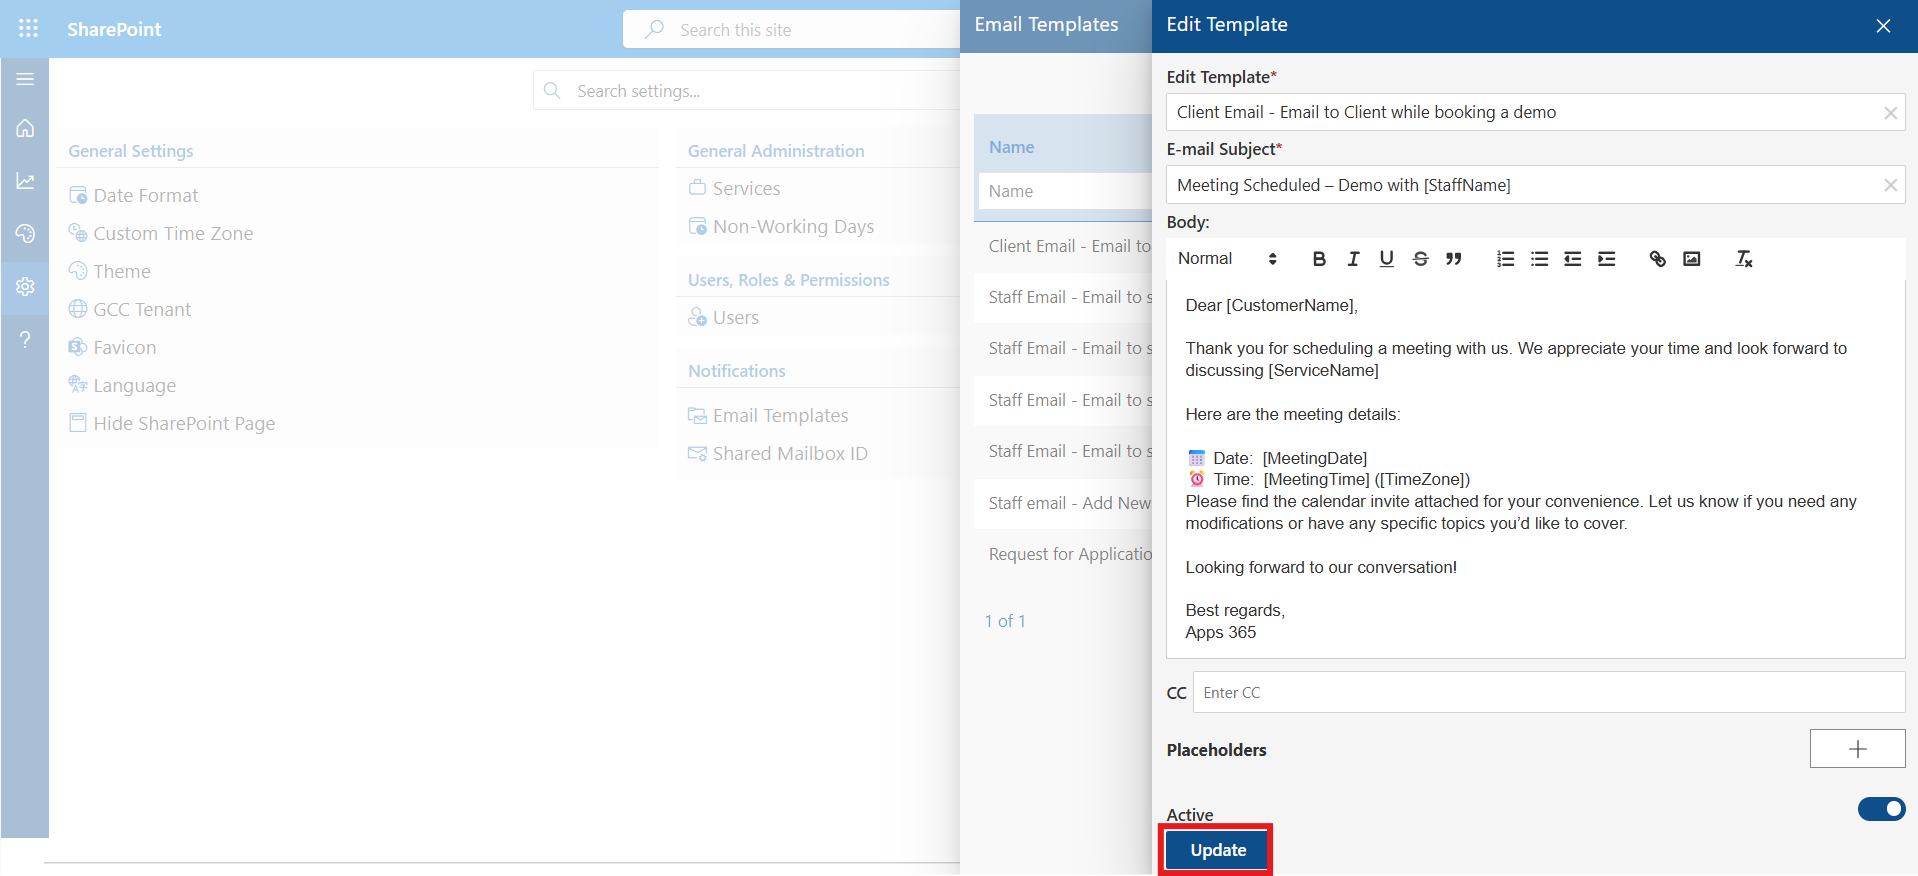 SharePoint
Search this site
Search settings...
General Settings
Date Format
Custom Time Zone
Theme
GCC Tenant
Favicon
Language
Hide SharePoint Page
General Administration
Services
Non-Working Days
Users, Roles & Permissions
Users
Notifications
Email Templates
Shared Mailbox ID
Email Templates
Name
Name
Client Email - Email to
Staff Email - Email to s
Staff Email - Email to s
Staff Email - Email to s
Staff Email - Email to s
Staff email - Add New
Request for Applicatio
1 of 1
Edit Template
Edit Template*
Client Email - Email to Client while booking a demo
E-mail Subject*
Meeting Scheduled – Demo with [StaffName]
Body:
Normal
Dear [CustomerName],
Thank you for scheduling a meeting with us. We appreciate your time and look forward to
discussing [ServiceName]
Here are the meeting details:
Date: [MeetingDate]
Time: [MeetingTime] ([TimeZone])
Please find the calendar invite attached for your convenience. Let us know if you need any
modifications or have any specific topics you’d like to cover.
Looking forward to our conversation!
Best regards,
Apps 365
CC Enter CC
Placeholders
Active
Update